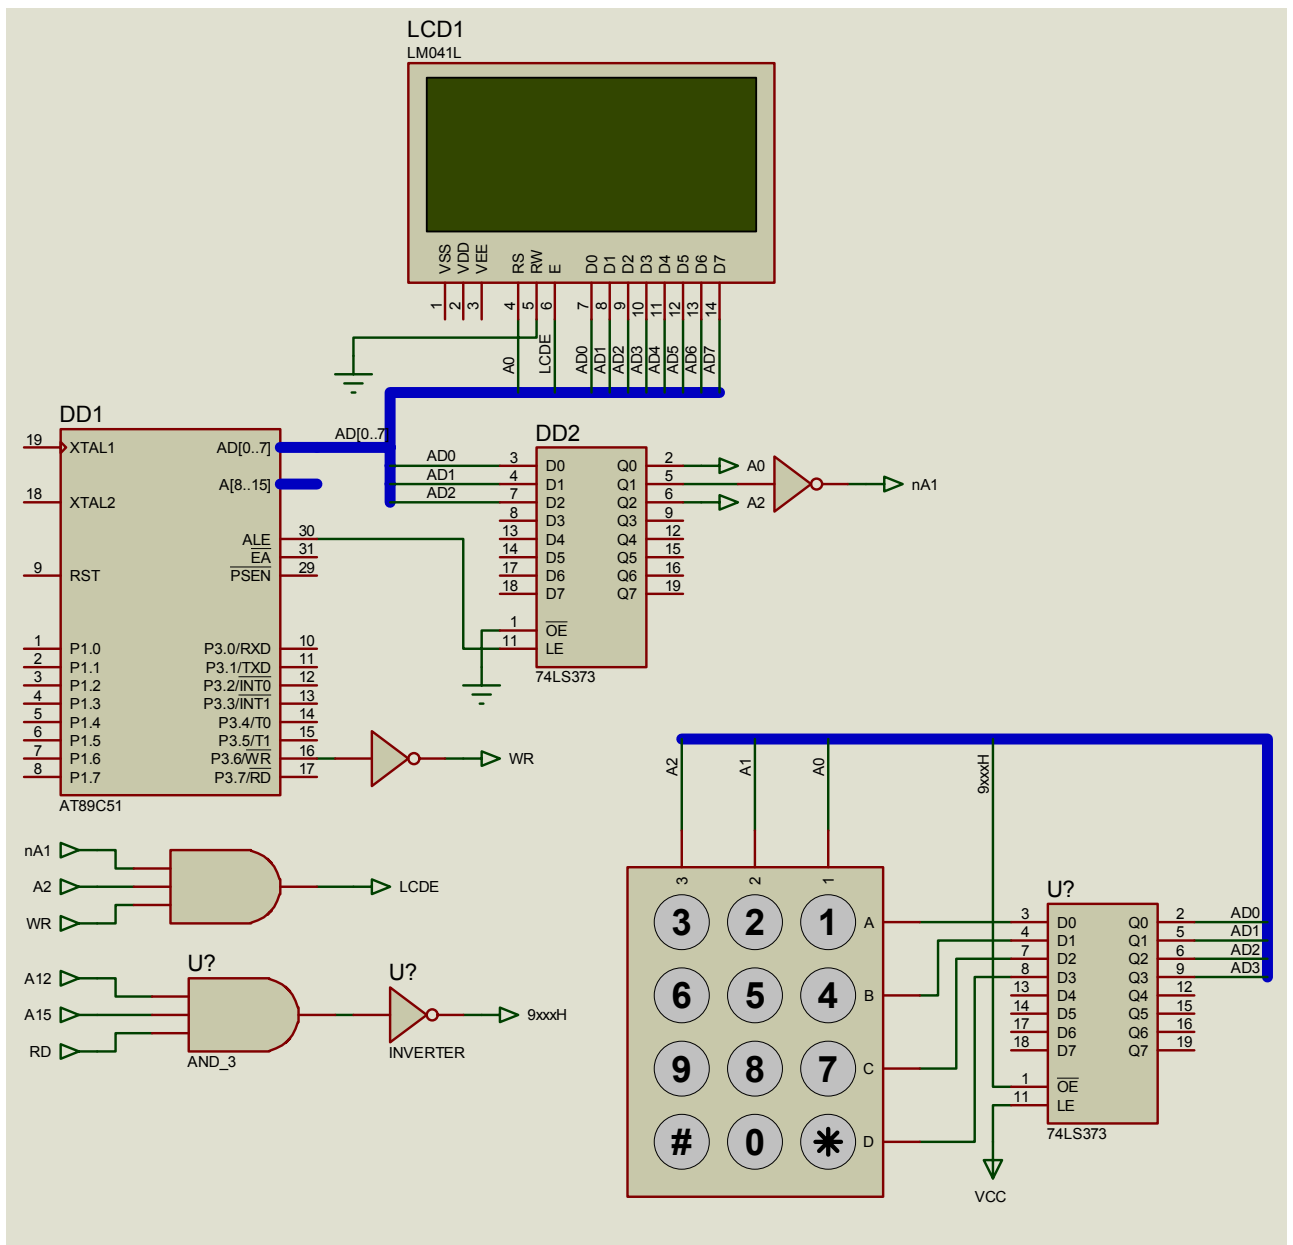 LCD1
LM041L
VSS
VDD
VEE
RS
RW
E
D0
D1
D2
D3
D4
D5
D6
D7
1
2
3
4
5
6
7
8
9
10
11
12
13
14
A0
LCDE
AD0
AD1
AD2
AD3
AD4
AD5
AD6
AD7
DD1
19 XTAL1
18 XTAL2
9 RST
1 P1.0
2 P1.1
3 P1.2
4 P1.3
5 P1.4
6 P1.5
7 P1.6
8 P1.7
AD[0..7]
A[8..15]
ALE 30
EA 31
PSEN 29
P3.0/RXD 10
P3.1/TXD 11
P3.2/INT0 12
P3.3/INT1 13
P3.4/T0 14
P3.5/T1 15
P3.6/WR 16
P3.7/RD 17
AT89C51
AD[0..7]
AD0
AD1
AD2
DD2
3 D0 Q0 2
4 D1 Q1 5
7 D2 Q2 6
8 D3 Q3 9
13 D4 Q4 12
14 D5 Q5 15
17 D6 Q6 16
18 D7 Q7 19
1 OE
11 LE
74LS373
A0
A2
nA1
WR
nA1
A2
WR
LCDE
U?
A12
A15
RD
AND_3
U?
INVERTER
9xxxH
A2
A1
A0
9xxxH
3 2 1
3 2 1 A
6 5 4 B
9 8 7 C
# 0 * D
U?
3 D0 Q0 2 AD0
4 D1 Q1 5 AD1
7 D2 Q2 6 AD2
8 D3 Q3 9 AD3
13 D4 Q4 12
14 D5 Q5 15
17 D6 Q6 16
18 D7 Q7 19
1 OE
11 LE
74LS373
VCC